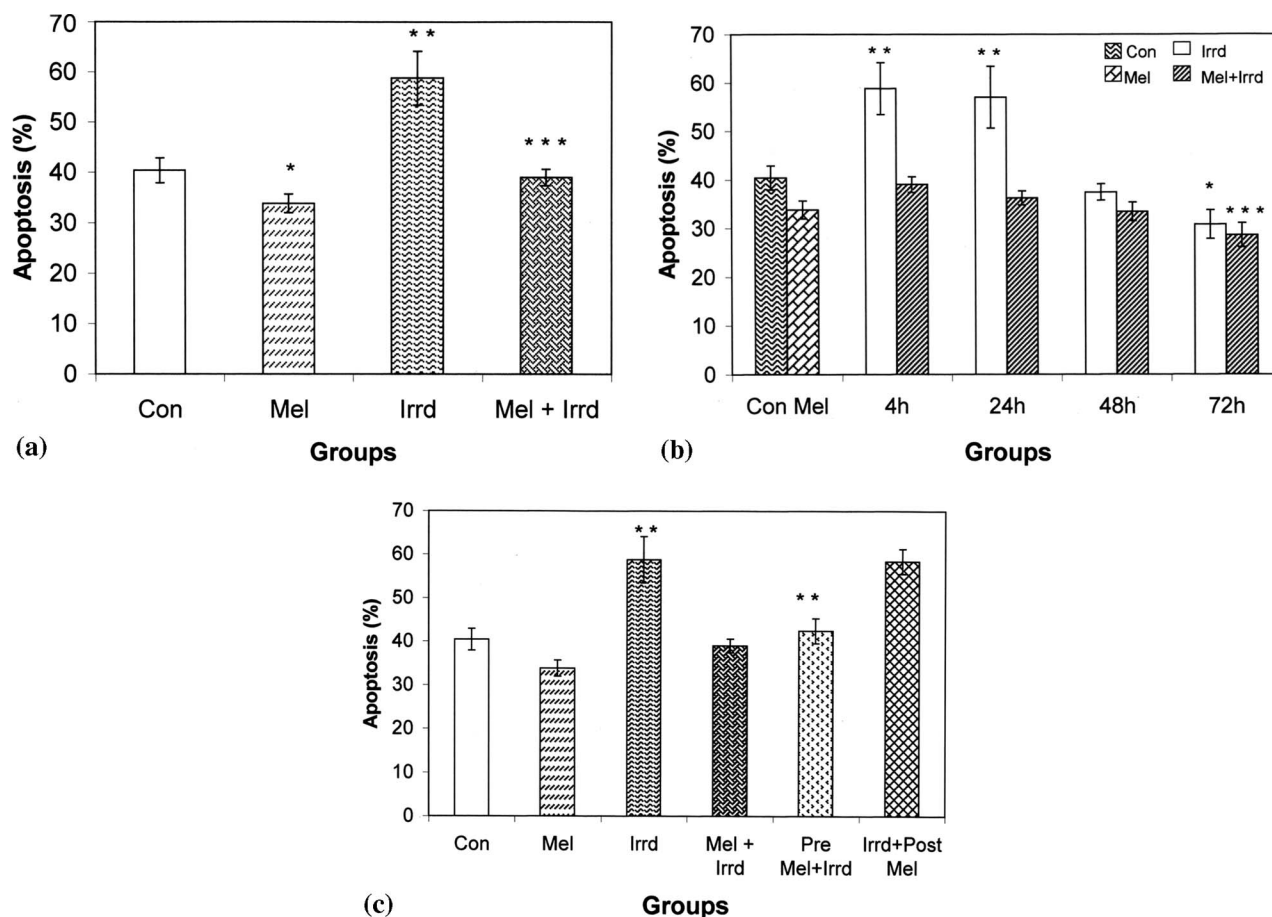 70
60
50
40
30
20
10
0
Apoptosis (%)
*
* *
* * *
Con Mel Irrd Mel + Irrd
Groups
(a)
70
60
50
40
30
20
10
0
Apoptosis (%)
* *
* *
*
* * *
Con Irrd
Mel Mel+Irrd
Con Mel 4h 24h 48h 72h
Groups
(b)
70
60
50
40
30
20
10
0
Apoptosis (%)
* *
* *
Con Mel Irrd Mel + Pre Irrd+Post
Irrd Mel+Irrd Mel
Groups
(c)